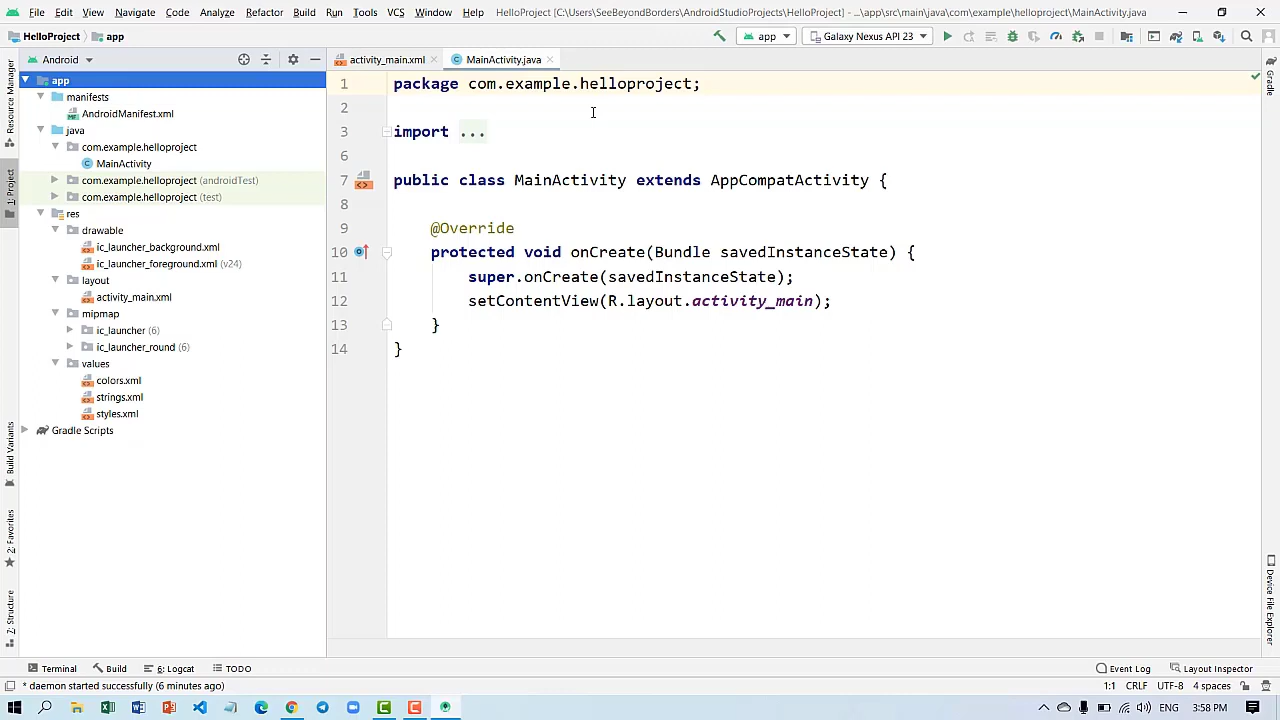 File Edit View Navigate Code Analyze Refactor Build Run Tools VCS Window Help HelloProject [C:\Users\SeeBeyondBorders\AndroidStudioProjects\HelloProject] - ...\app\src\main\java\com\example\helloproject\MainActivity.java
HelloProject app app Galaxy Nexus API 23
Android activity_main.xml MainActivity.java
Resource Manager
1: Project
Build Variants
2: Favorites
7: Structure
app
manifests
AndroidManifest.xml
java
com.example.helloproject
MainActivity
com.example.helloproject (androidTest)
com.example.helloproject (test)
res
drawable
ic_launcher_background.xml
ic_launcher_foreground.xml (v24)
layout
activity_main.xml
mipmap
ic_launcher (6)
ic_launcher_round (6)
values
colors.xml
strings.xml
styles.xml
Gradle Scripts
1 package com.example.helloproject;
2
3 import ...
6
7 public class MainActivity extends AppCompatActivity {
8
9 @Override
10 protected void onCreate(Bundle savedInstanceState) {
11 super.onCreate(savedInstanceState);
12 setContentView(R.layout.activity_main);
13 }
14 }
Gradle
Device File Explorer
Terminal Build 6: Logcat TODO Event Log Layout Inspector
* daemon started successfully (6 minutes ago) 1:1 CRLF UTF-8 4 spaces
ENG 3:58 PM